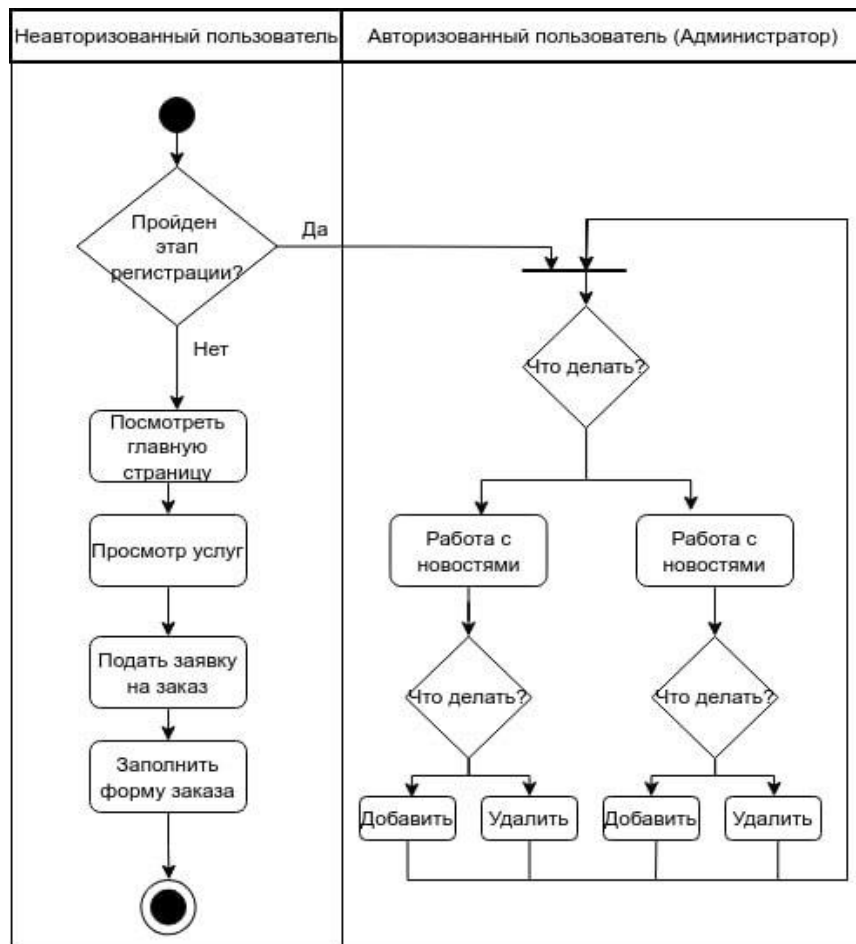 Неавторизованный пользователь
Авторизованный пользователь (Администратор)
Пройден
этап
регистрации?
Да
Нет
Посмотреть
главную
страницу
Просмотр услуг
Подать заявку
на заказ
Заполнить
форму заказа
Что делать?
Работа с
новостями
Работа с
новостями
Что делать?
Что делать?
Добавить
Удалить
Добавить
Удалить